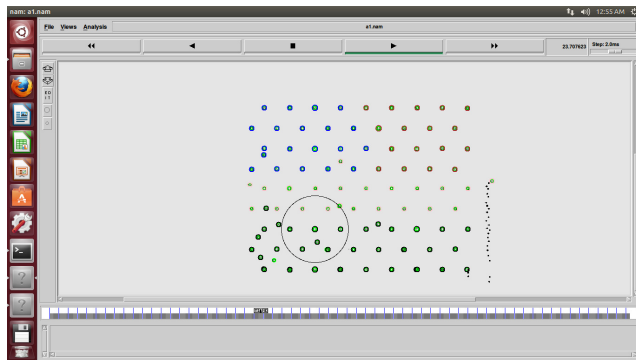 nam: a1.nam
12:55 AM
File Views Analysis
a1.nam
23.707623
Step: 2.0ms